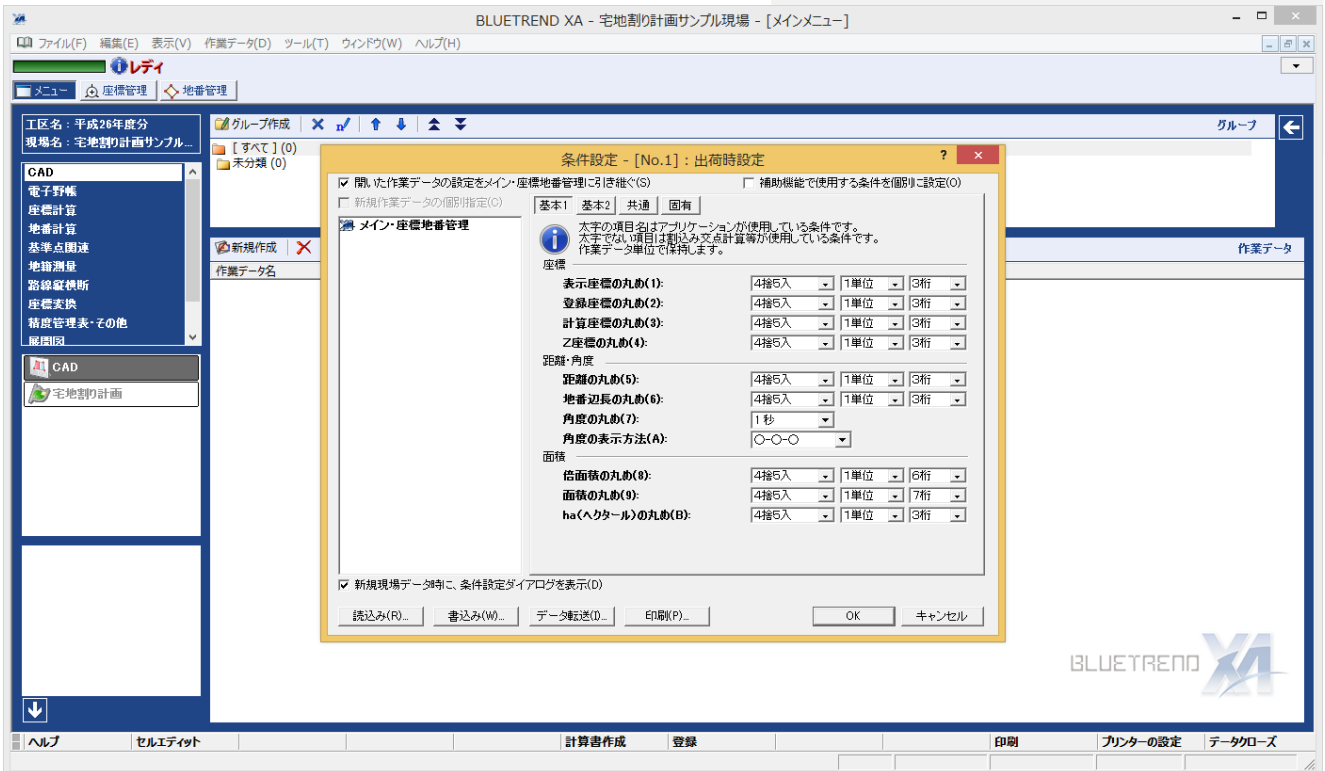 BLUETREND XA - 宅地割り計画サンプル現場 - [メインメニュー]
ファイル(F) 編集(E) 表示(V) 作業データ(D) ツール(T) ウィンドウ(W) ヘルプ(H)
レディ
メニュー 座標管理 地番管理
工区名：平成26年度分
現場名：宅地割り計画サンプル...
グループ作成 グループ
[すべて] (0)
未分類 (0)
CAD
電子野帳
座標計算
地番計算
基準点関連
地籍測量
路線縦横断
座標変換
精度管理表・その他
展開図
CAD
宅地割り計画
新規作成 作業データ
作業データ名
条件設定 - [No.1]：出荷時設定 ?
開いた作業データの設定をメイン・座標地番管理に引き継ぐ(S) 補助機能で使用する条件を個別に設定(O)
新規作業データの個別指定(C)
メイン・座標地番管理
基本1 基本2 共通 固有
太字の項目名はアプリケーションが使用している条件です。
太字でない項目は割込み交点計算等が使用している条件です。
作業データ単位で保持します。
座標
表示座標の丸め(1): 4捨5入 1単位 3桁
登録座標の丸め(2): 4捨5入 1単位 3桁
計算座標の丸め(3): 4捨5入 1単位 3桁
Z座標の丸め(4): 4捨5入 1単位 3桁
距離・角度
距離の丸め(5): 4捨5入 1単位 3桁
地番辺長の丸め(6): 4捨5入 1単位 3桁
角度の丸め(7): 1秒
角度の表示方法(A): ○-○-○
面積
倍面積の丸め(8): 4捨5入 1単位 6桁
面積の丸め(9): 4捨5入 1単位 7桁
ha(ヘクタール)の丸め(B): 4捨5入 1単位 3桁
新規現場データ時に、条件設定ダイアログを表示(D)
読込み(R)... 書込み(W)... データ転送(I)... 印刷(P)... OK キャンセル
BLUETREND XA
ヘルプ セルエディット 計算書作成 登録 印刷 プリンターの設定 データクローズ